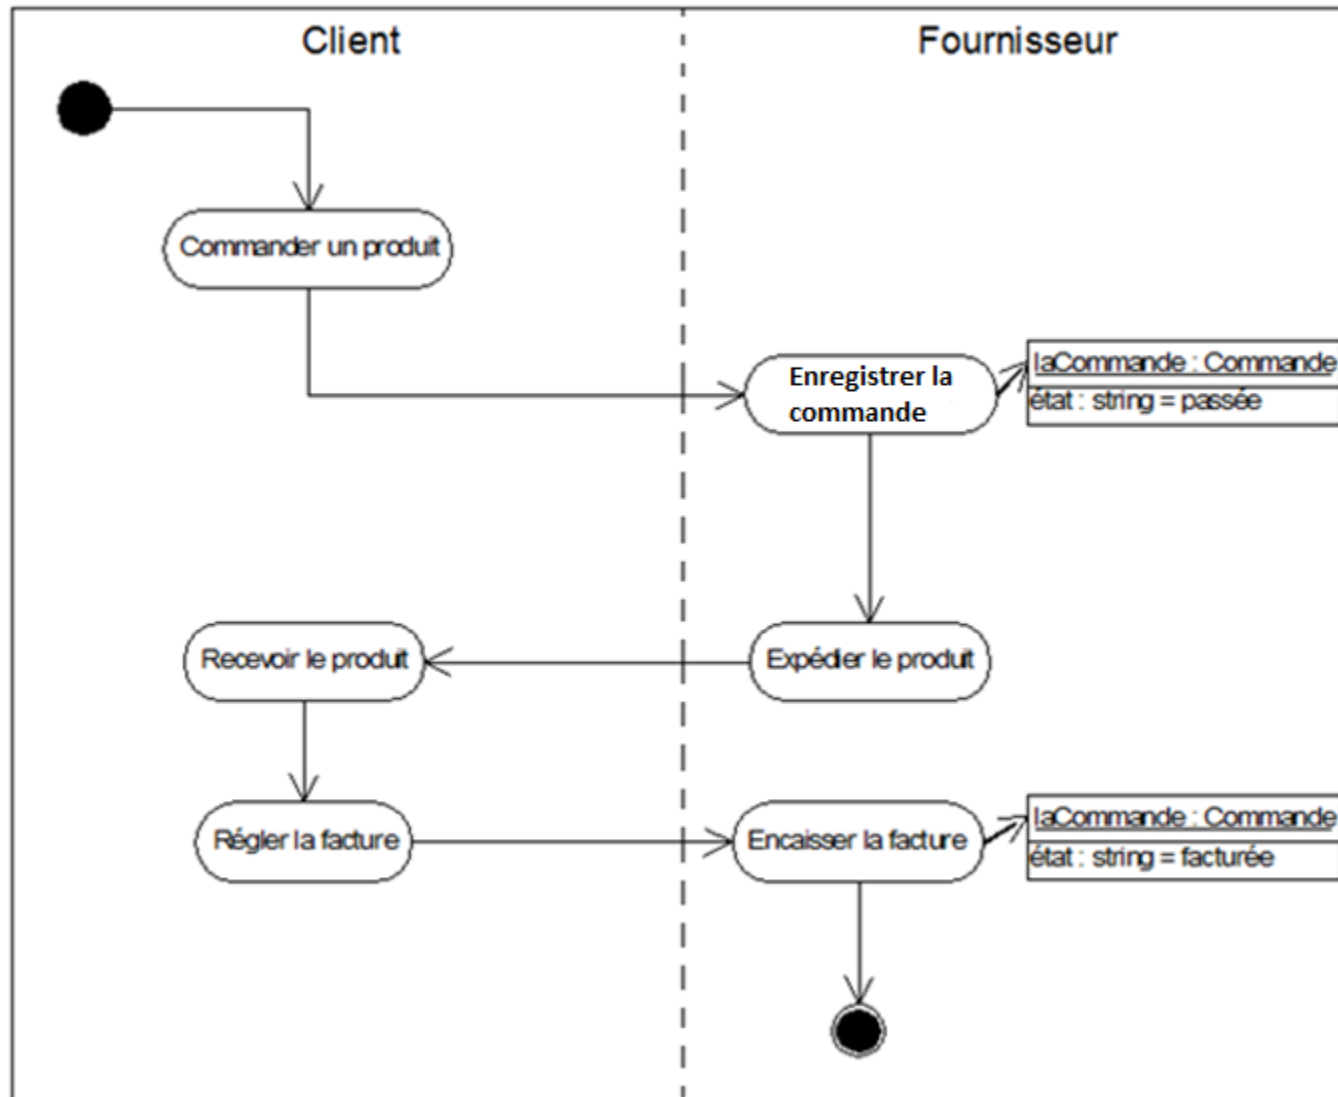 Client
Fournisseur
Commander un produit
Enregistrer la
commande
laCommande : Commande
état : string = passée
Recevoir le produit
Expédier le produit
Régler la facture
Encaisser la facture
laCommande : Commande
état : string = facturée